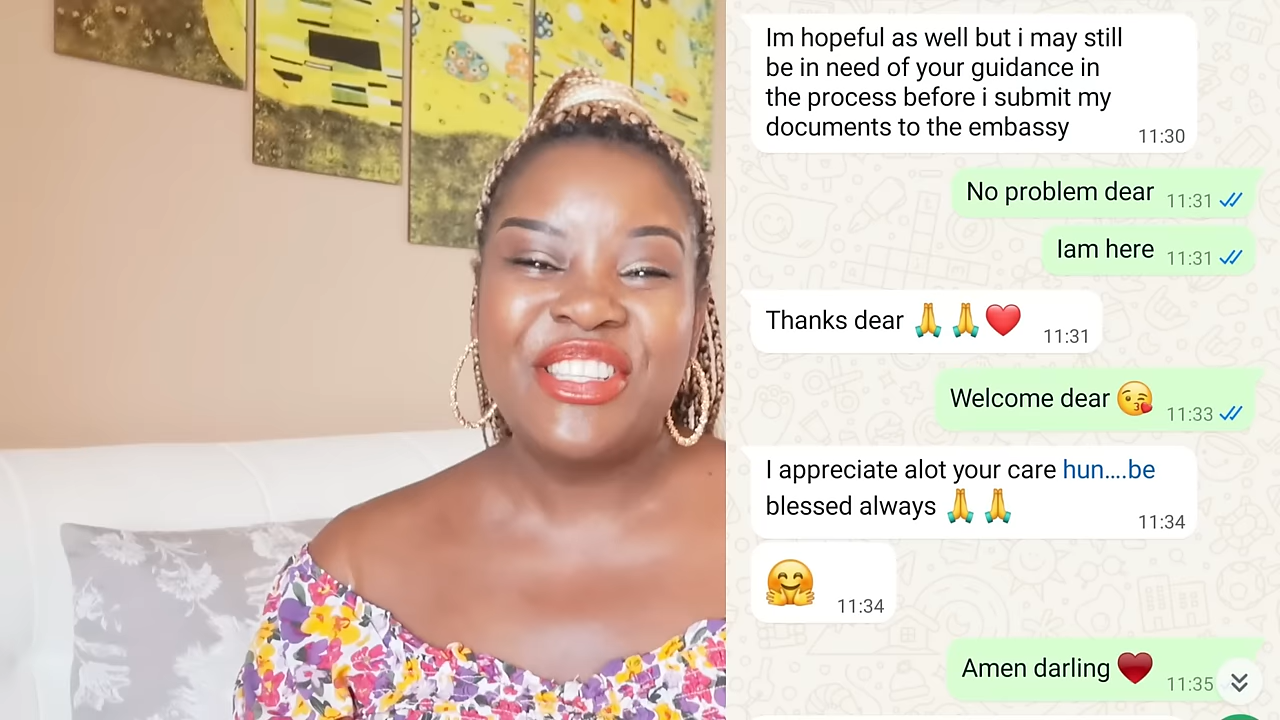 Im hopeful as well but i may still
be in need of your guidance in
the process before i submit my
documents to the embassy 11:30
No problem dear 11:31
Iam here 11:31
Thanks dear 🙏 🙏❤️ 11:31
Welcome dear 😘 11:33
I appreciate alot your care hun....be
blessed always 🙏 🙏 11:34
🤗 11:34
Amen darling ♥️ 11:35